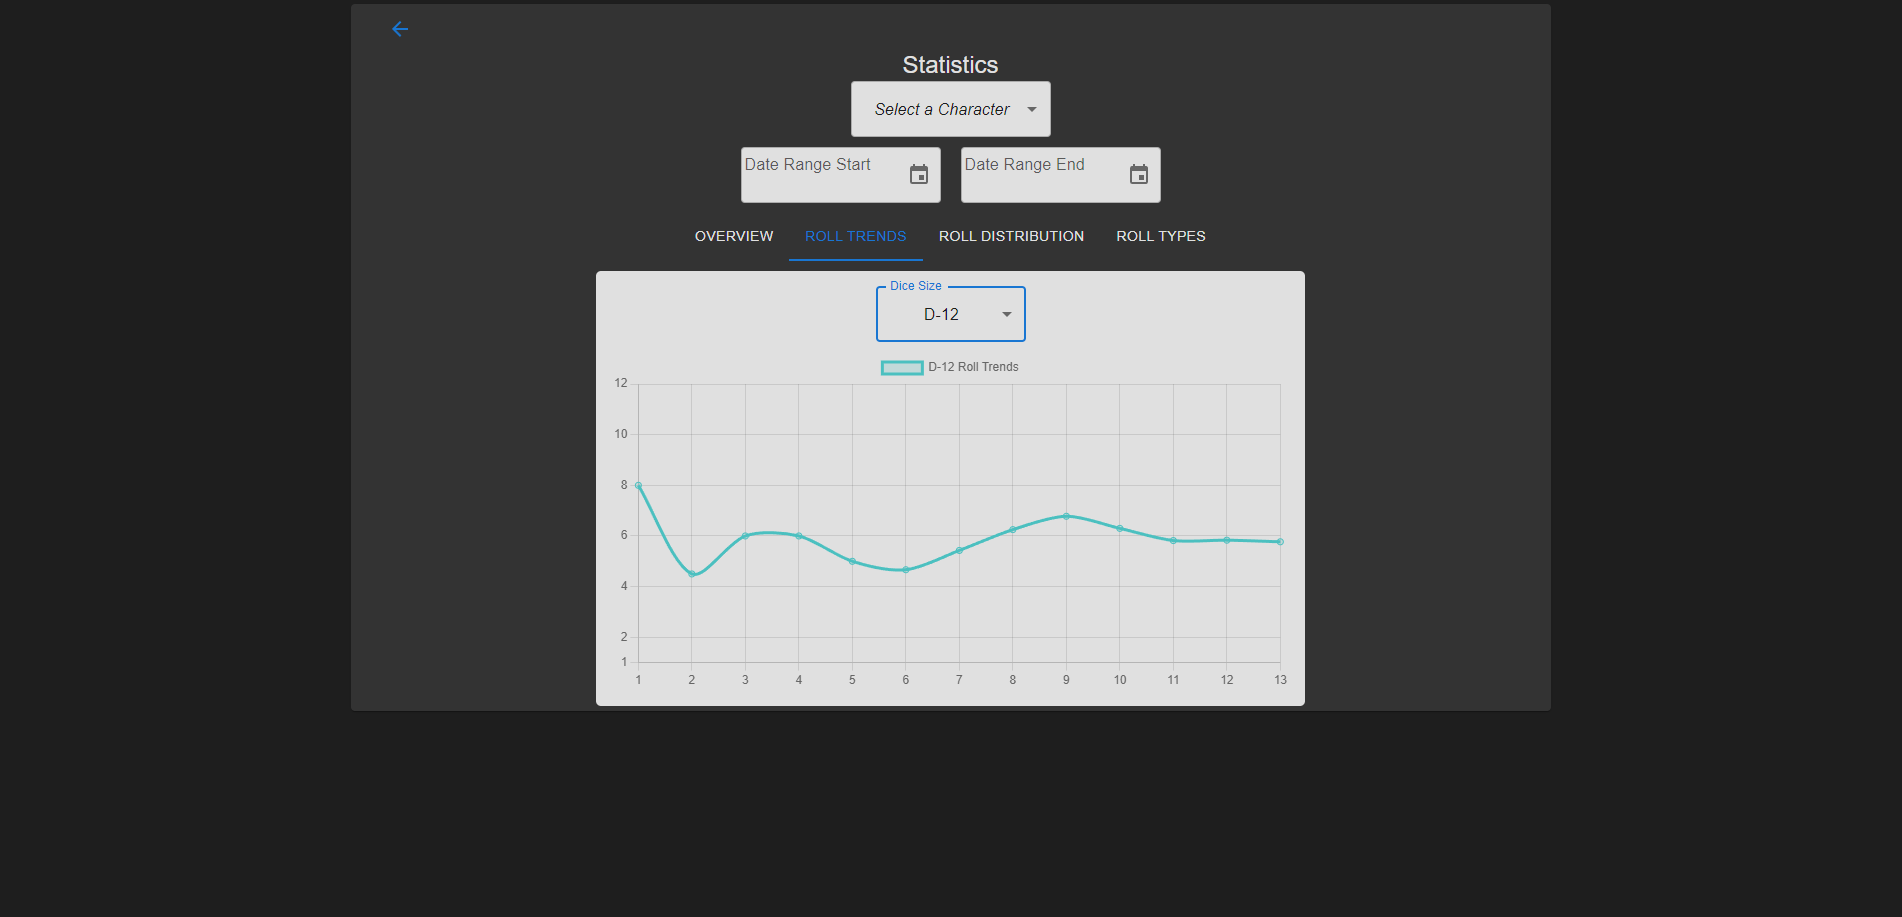 Statistics
Select a Character
Date Range Start Date Range End
OVERVIEW ROLL TRENDS ROLL DISTRIBUTION ROLL TYPES
Dice Size
D-12
D-12 Roll Trends
12
10
8
6
4
2
1
1 2 3 4 5 6 7 8 9 10 11 12 13